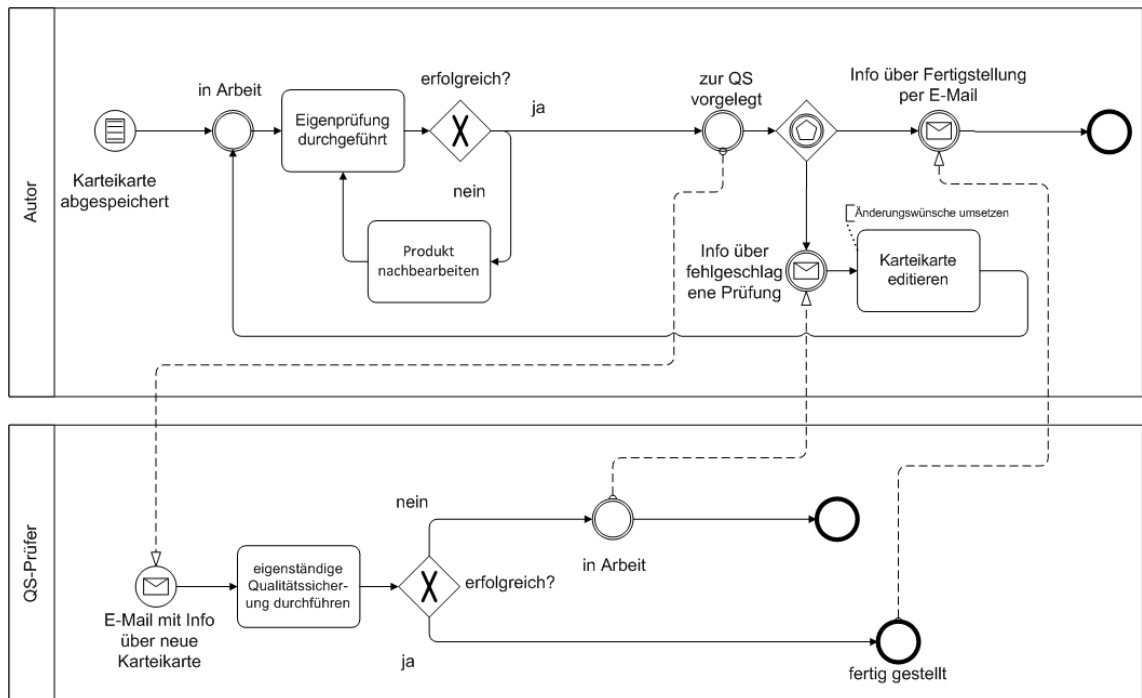 Autor
Karteikarte
abgespeichert
in Arbeit
Eigenprüfung
durchgeführt
erfolgreich?
ja
nein
Produkt
nachbearbeiten
zur QS
vorgelegt
Info über Fertigstellung
per E-Mail
Info über
fehlgeschlag
ene Prüfung
Änderungswünsche umsetzen
Karteikarte
editieren
QS-Prüfer
E-Mail mit Info
über neue
Karteikarte
eigenständige
Qualitätssicher-
ung durchführen
erfolgreich?
nein
in Arbeit
ja
fertig gestellt